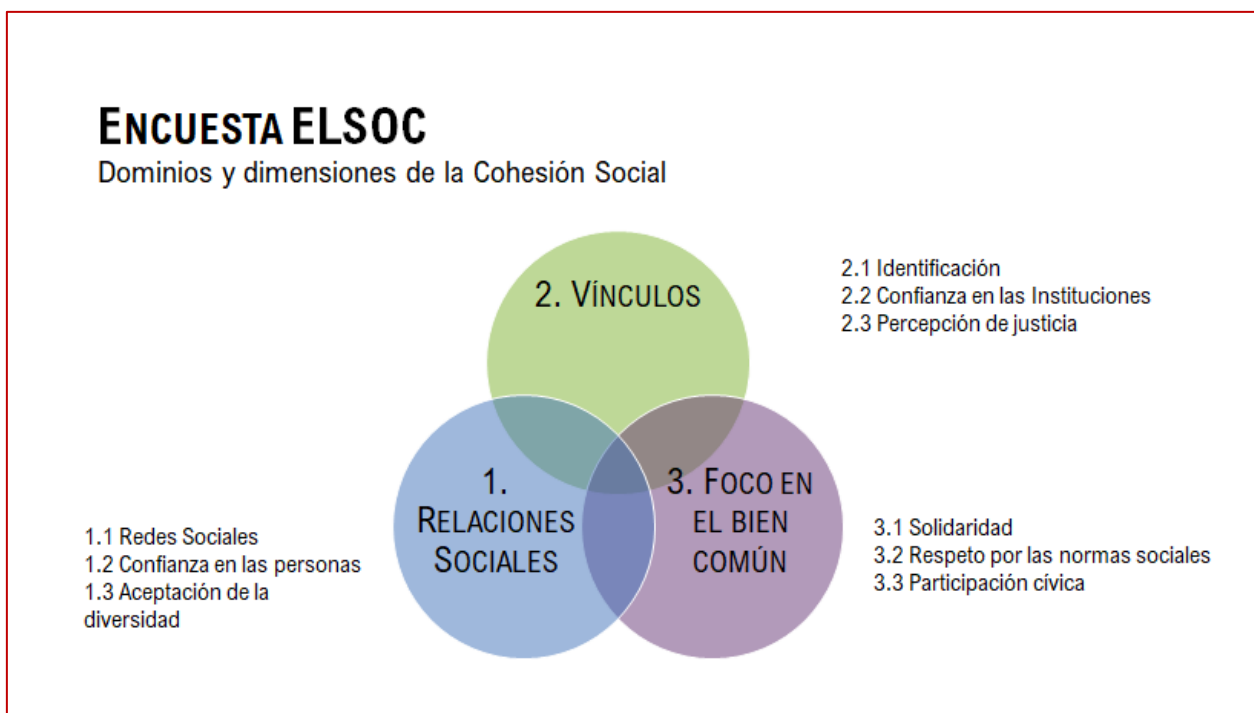 ENCUESTA ELSOC
Dominios y dimensiones de la Cohesión Social
2. VÍNCULOS
2.1 Identificación
2.2 Confianza en las Instituciones
2.3 Percepción de justicia
1.
RELACIONES
SOCIALES
1.1 Redes Sociales
1.2 Confianza en las personas
1.3 Aceptación de la
diversidad
3. FOCO EN
EL BIEN
COMÚN
3.1 Solidaridad
3.2 Respeto por las normas sociales
3.3 Participación cívica